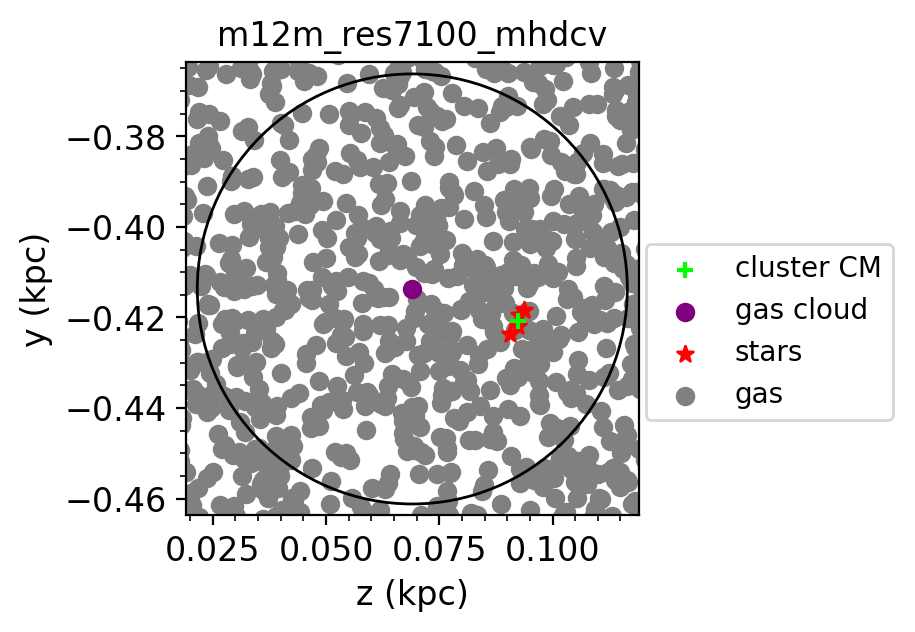 m12m_res7100_mhdcv
−0.38
−0.40
−0.42
−0.44
−0.46
y (kpc)
0.025 0.050 0.075 0.100
z (kpc)
cluster CM
gas cloud
stars
gas